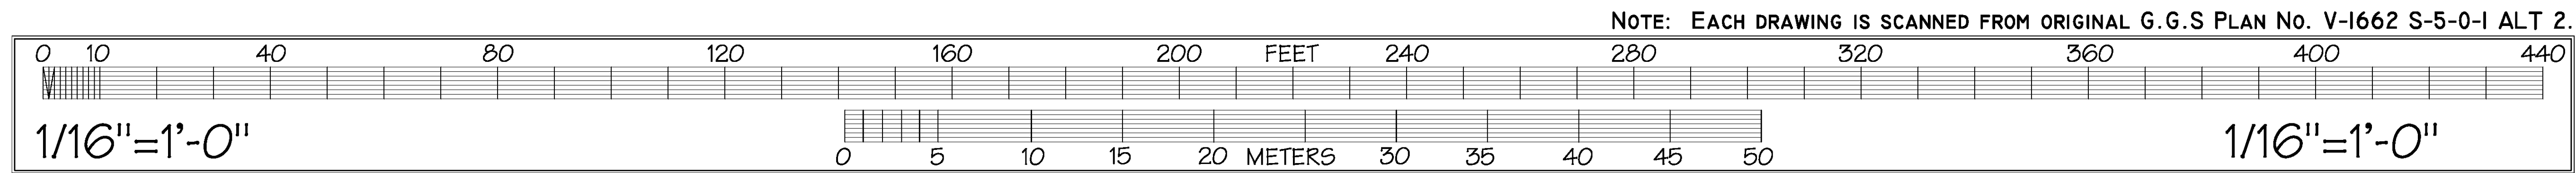 NOTE: EACH DRAWING IS SCANNED FROM ORIGINAL G.G.S PLAN NO. V-1662 S-5-0-1 ALT 2.
0 10 40 80 120 160 200 FEET 240 280 320 360 400 440
1/16"=1'-0" 1/16"=1'-0"
0 5 10 15 20 METERS 30 35 40 45 50